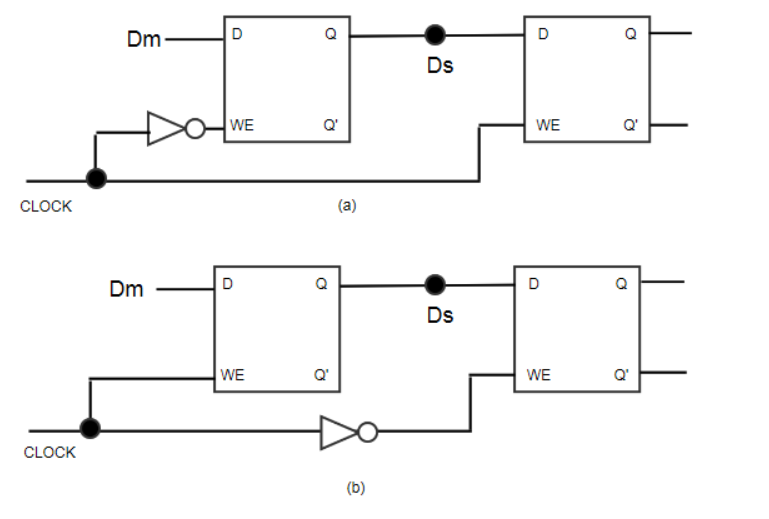 Dm D Q D Q
Ds
WE Q' WE Q'
CLOCK (a)
Dm D Q D Q
Ds
WE Q' WE Q'
CLOCK
(b)